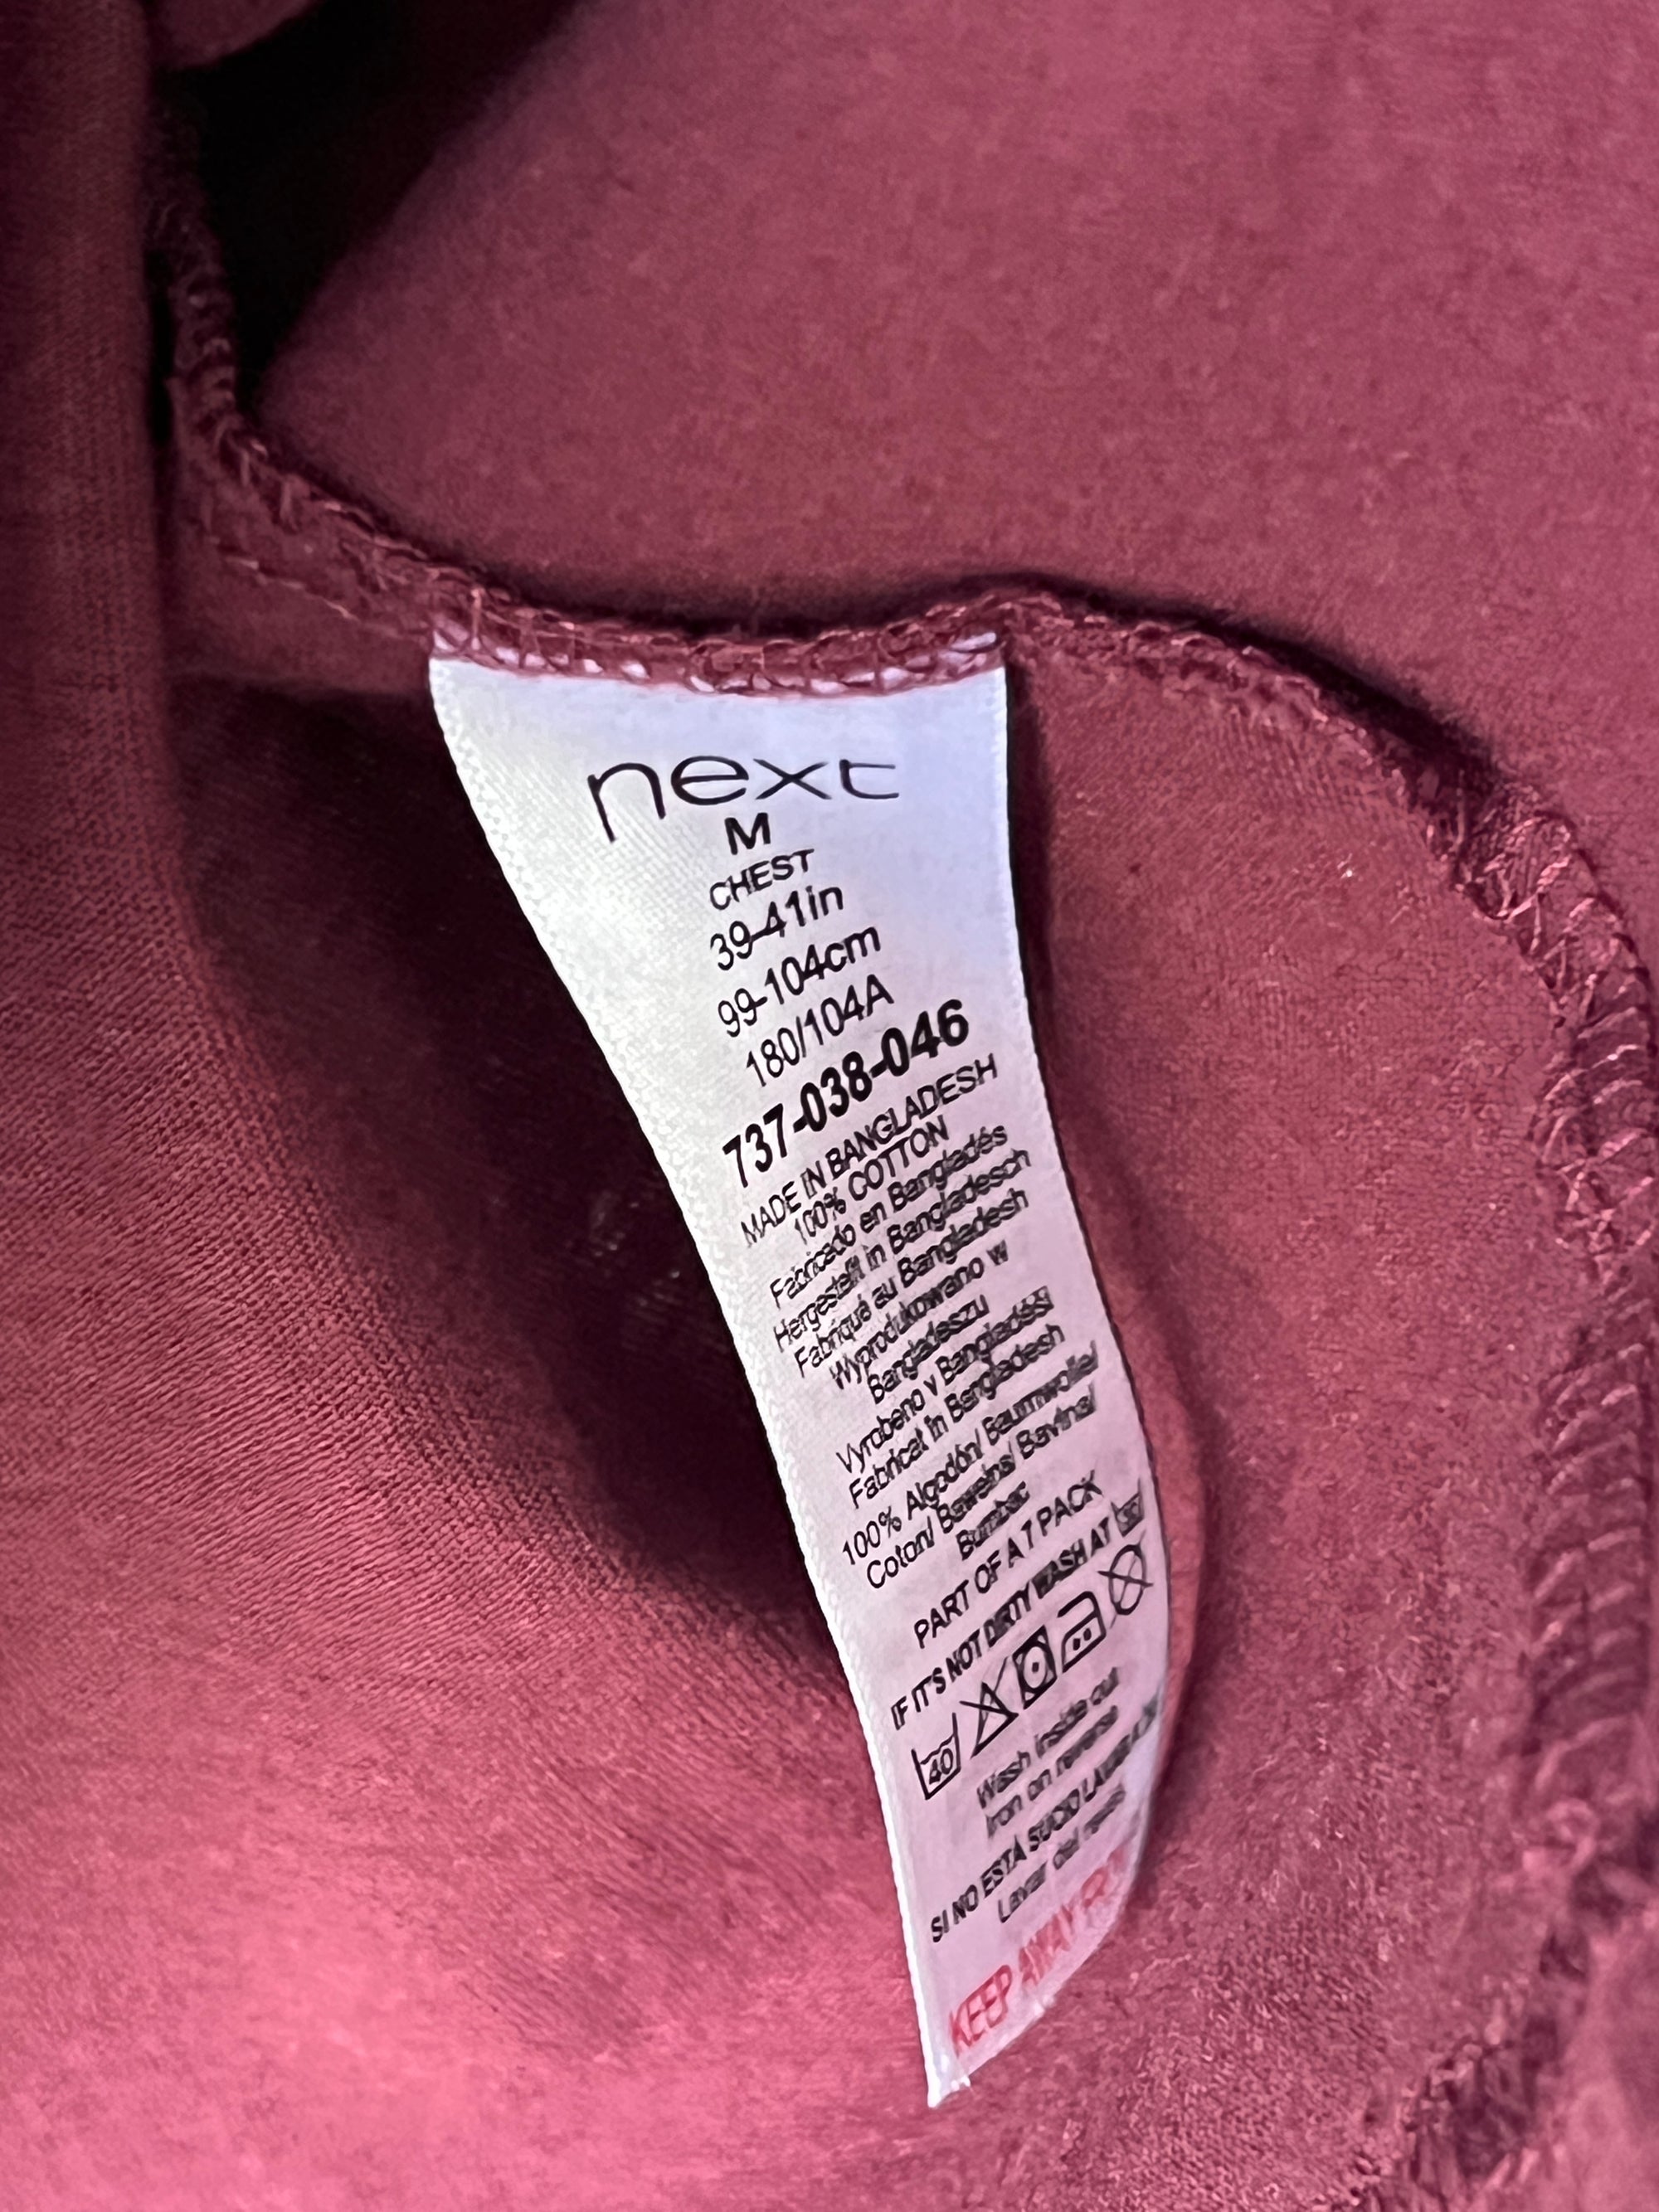 next
M
CHEST
39-41in
99-104cm
180/104A
737-038-046
MADE IN BANGLADESH
100% COTTON
Fabricado en Bangladés
Hergestellt in Bangladesch
Fabriqué au Bangladesh
Wyprodukowano w
Bangladeszu
Vyrobeno v Bangladéši
Fabricat în Bangladesh
100% Algodón/ Baumwolle/
Coton/ Bawełna/ Bavlna/
Bumbac
PART OF A 7 PACK
IF IT'S NOT DIRTY WASH AT 30
40
Wash inside out
Iron on reverse
SI NO ESTÁ SUCIO LAVAR A
Lavar del revés
KEEP AWAY